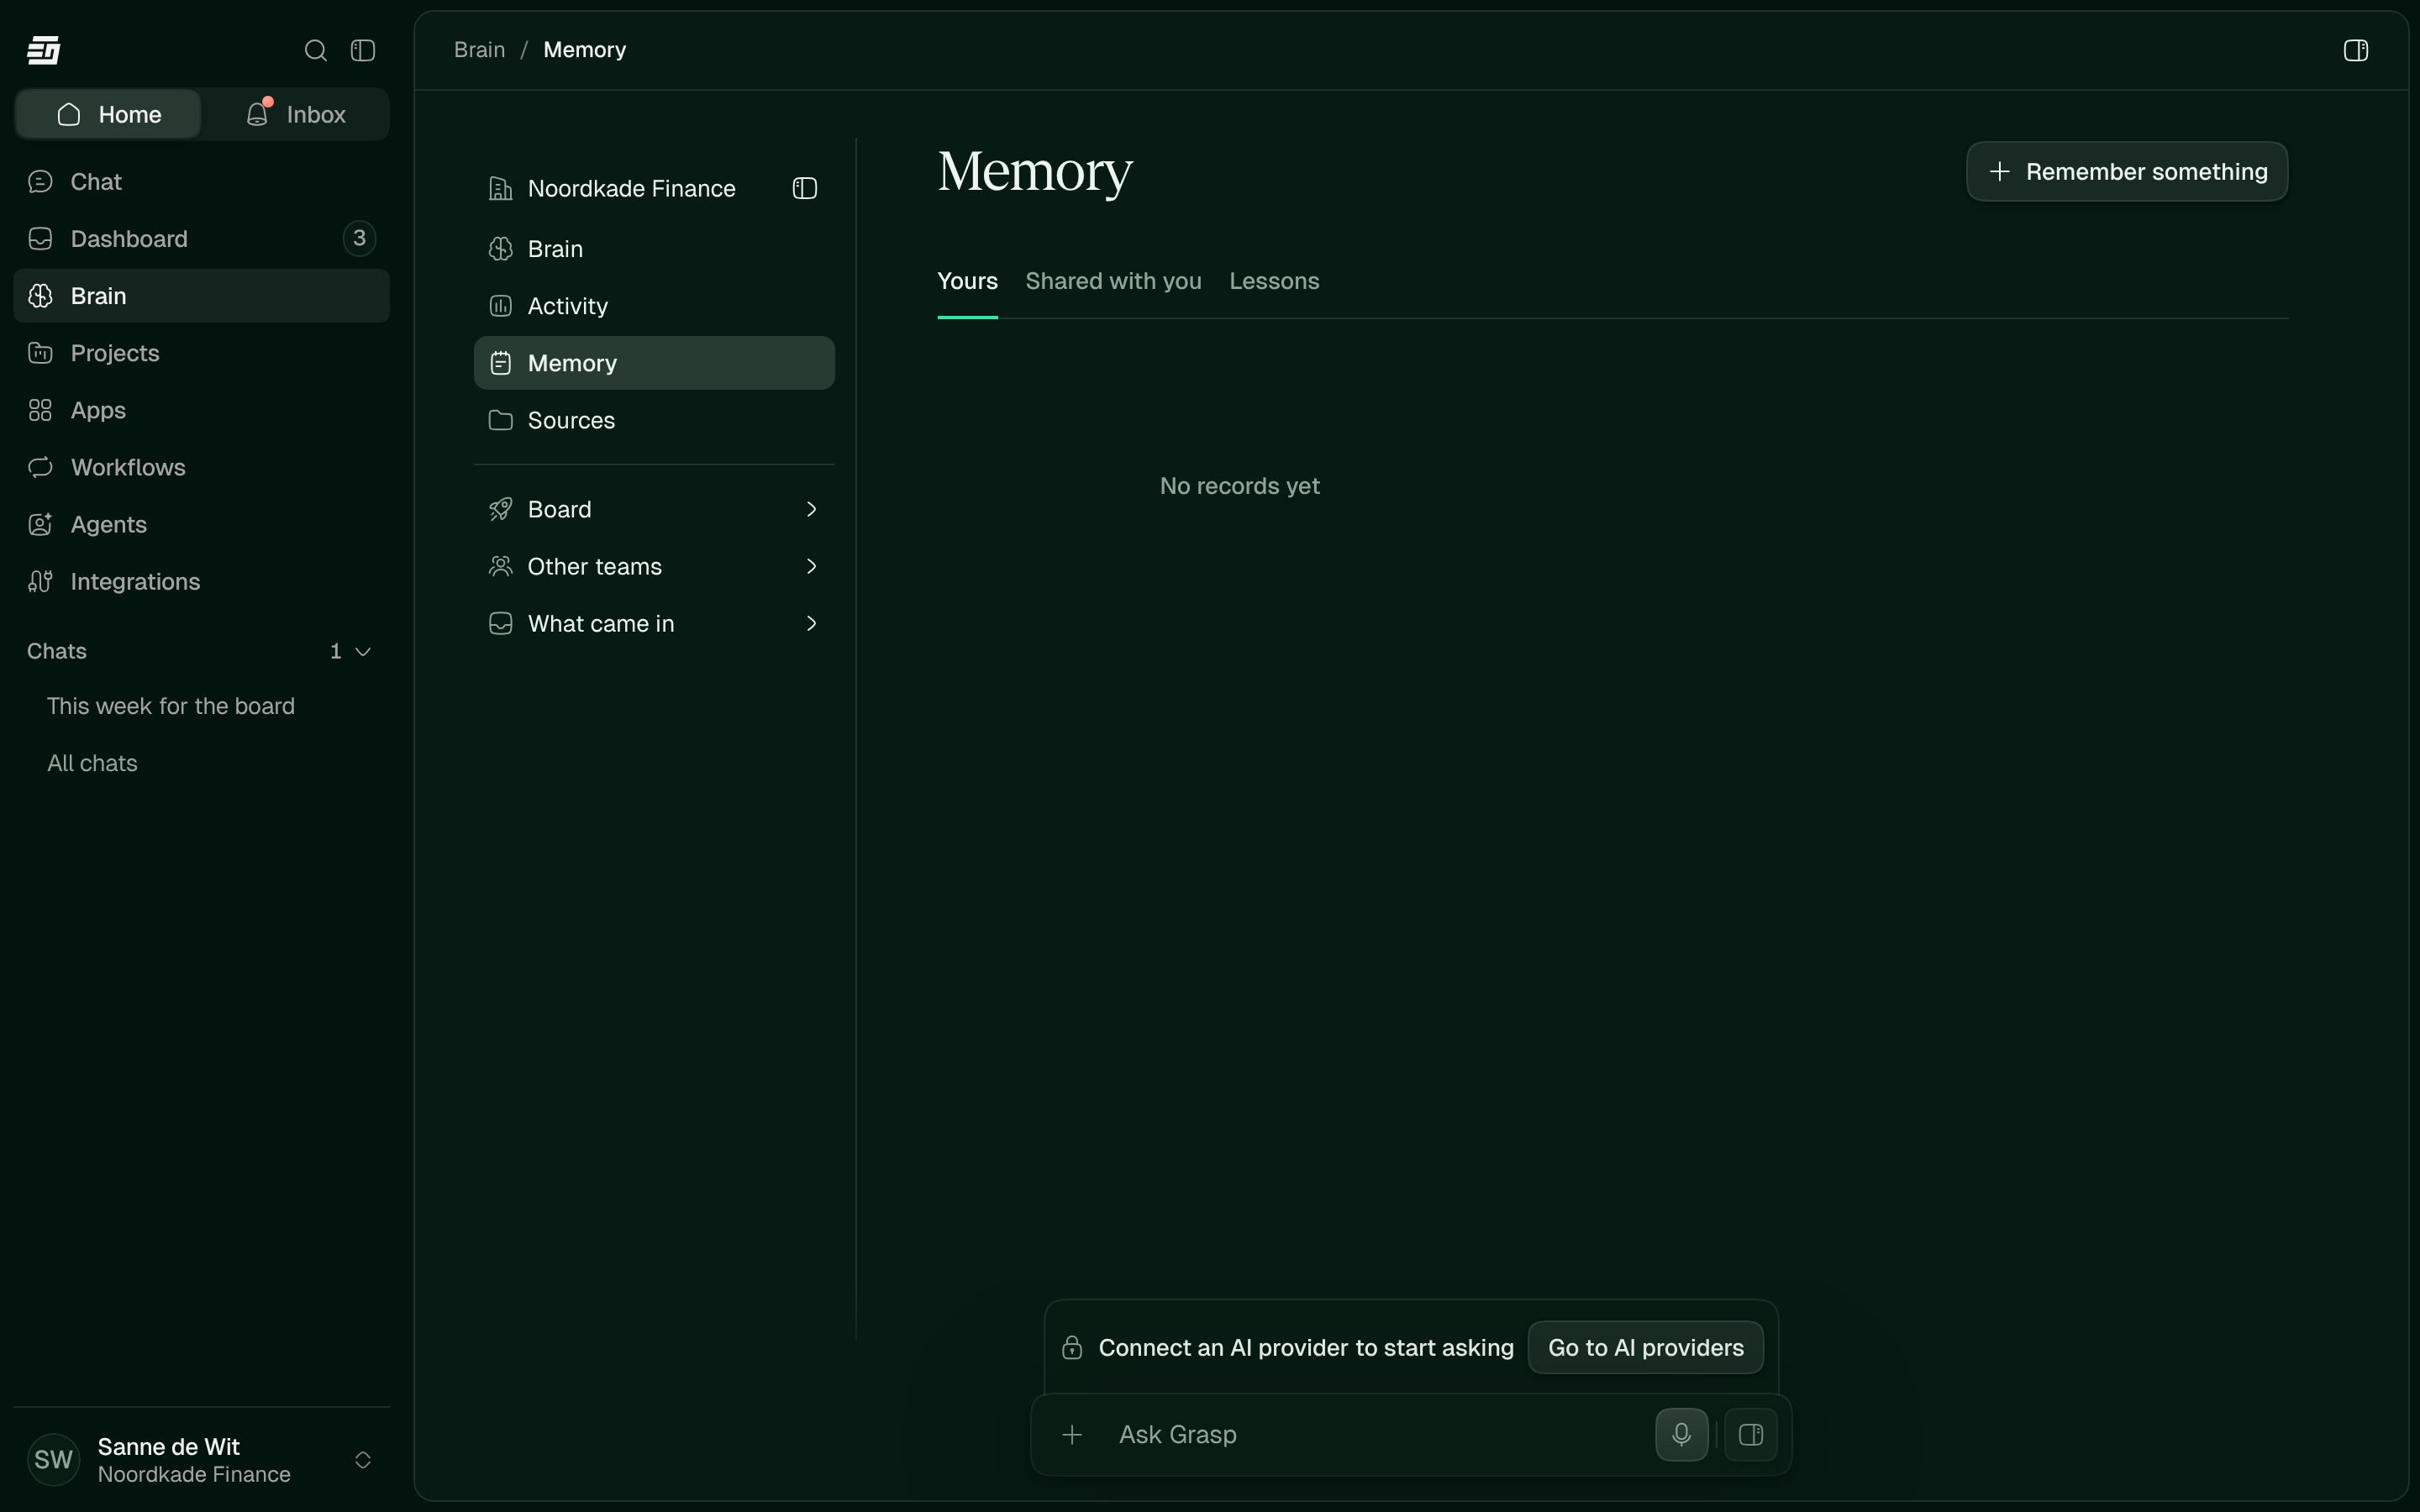 Home
Inbox
Chat
Dashboard
3
Brain
Projects
Apps
Workflows
Agents
Integrations
Chats
1
This week for the board
All chats
SW
Sanne de Wit
Noordkade Finance
Brain / Memory
Noordkade Finance
Brain
Activity
Memory
Sources
Board
Other teams
What came in
Memory
Remember something
Yours
Shared with you
Lessons
No records yet
Connect an AI provider to start asking
Go to AI providers
Ask Grasp